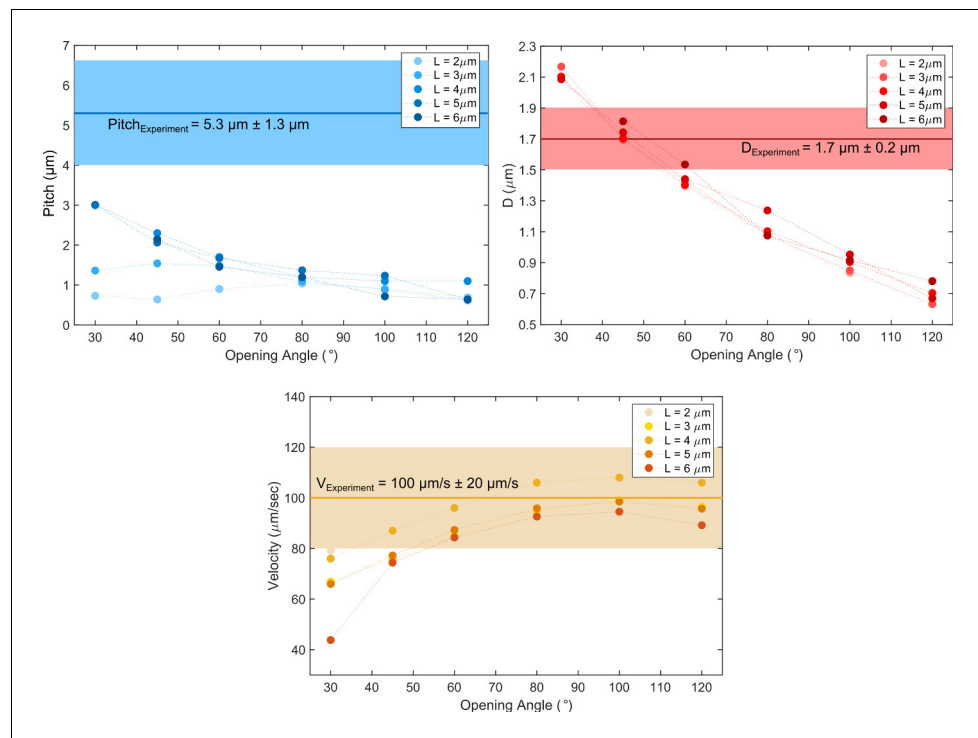 7
6
5
4
3
2
1
0
Pitch (μm)
L = 2μm
L = 3μm
L = 4μm
L = 5μm
L = 6μm
PitchExperiment = 5.3 μm ± 1.3 μm
30 40 50 60 70 80 90 100 110 120
Opening Angle (°)
2.3
2.1
1.9
1.7
1.5
1.3
1.1
0.9
0.7
0.5
D (μm)
L = 2μm
L = 3μm
L = 4μm
L = 5μm
L = 6μm
DExperiment = 1.7 μm ± 0.2 μm
30 40 50 60 70 80 90 100 110 120
Opening Angle (°)
140
120
100
80
60
40
Velocity (μm/sec)
L = 2 μm
L = 3 μm
L = 4 μm
L = 5 μm
L = 6 μm
VExperiment = 100 μm/s ± 20 μm/s
30 40 50 60 70 80 90 100 110 120
Opening Angle (°)